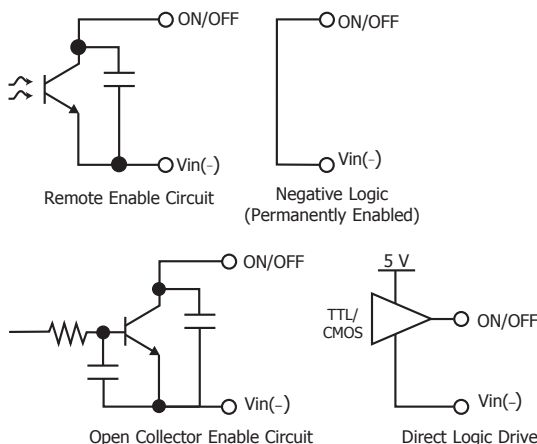 ON/OFF
Vin(–)
Remote Enable Circuit
ON/OFF
Vin(–)
Negative Logic
(Permanently Enabled)
ON/OFF
Vin(–)
Open Collector Enable Circuit
5 V
TTL/
CMOS
ON/OFF
Vin(–)
Direct Logic Drive